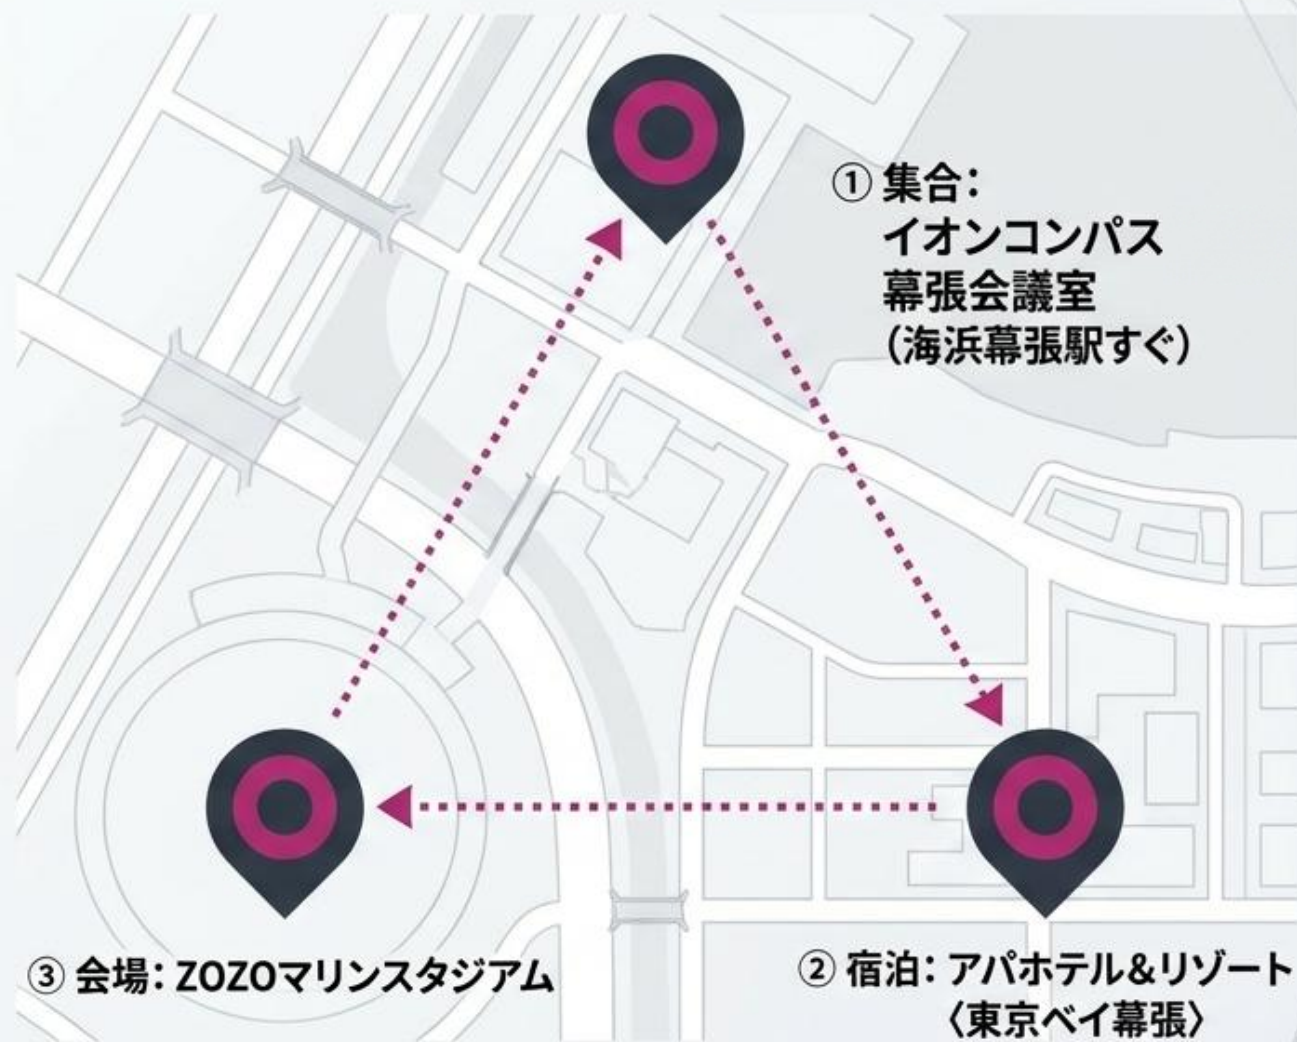 ① 集合：
イオンコンパス
幕張会議室
（海浜幕張駅すぐ）
③ 会場：ZOZOマリンスタジアム
② 宿泊：アパホテル&リゾート
〈東京ベイ幕張〉